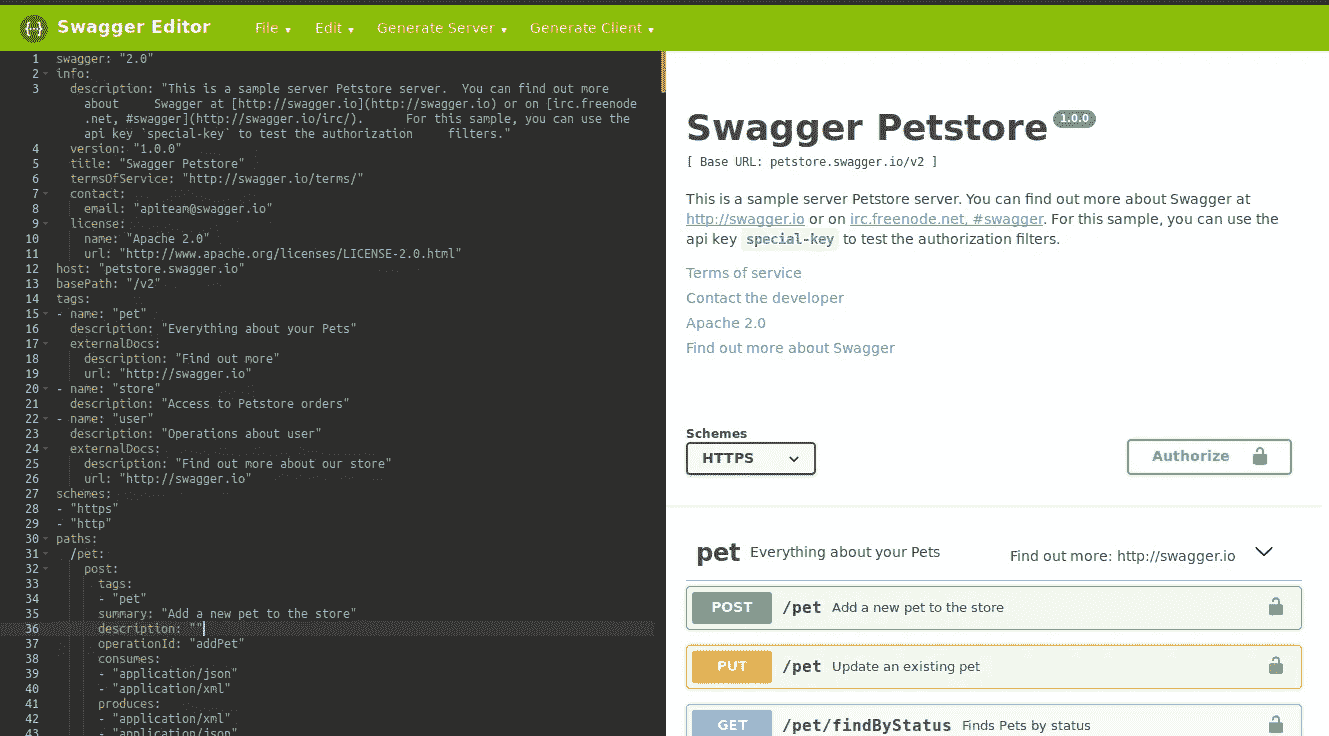 Swagger Editor File Edit Generate Server Generate Client
1 swagger: "2.0"
2 info:
3 description: "This is a sample server Petstore server.  You can find out more
about     Swagger at [http://swagger.io](http://swagger.io) or on [irc.freenode
.net, #swagger](http://swagger.io/irc/).      For this sample, you can use the
api key `special-key` to test the authorization     filters."
4 version: "1.0.0"
5 title: "Swagger Petstore"
6 termsOfService: "http://swagger.io/terms/"
7 contact:
8 email: "apiteam@swagger.io"
9 license:
10 name: "Apache 2.0"
11 url: "http://www.apache.org/licenses/LICENSE-2.0.html"
12 host: "petstore.swagger.io"
13 basePath: "/v2"
14 tags:
15 - name: "pet"
16 description: "Everything about your Pets"
17 externalDocs:
18 description: "Find out more"
19 url: "http://swagger.io"
20 - name: "store"
21 description: "Access to Petstore orders"
22 - name: "user"
23 description: "Operations about user"
24 externalDocs:
25 description: "Find out more about our store"
26 url: "http://swagger.io"
27 schemes:
28 - "https"
29 - "http"
30 paths:
31 /pet:
32 post:
33 tags:
34 - "pet"
35 summary: "Add a new pet to the store"
36 description: ""
37 operationId: "addPet"
38 consumes:
39 - "application/json"
40 - "application/xml"
41 produces:
42 - "application/xml"
43 - "application/json"
Swagger Petstore 1.0.0
[ Base URL: petstore.swagger.io/v2 ]
This is a sample server Petstore server. You can find out more about Swagger at
http://swagger.io or on irc.freenode.net, #swagger. For this sample, you can use the
api key special-key to test the authorization filters.
Terms of service
Contact the developer
Apache 2.0
Find out more about Swagger
Schemes
HTTPS
Authorize
pet Everything about your Pets Find out more: http://swagger.io
POST /pet Add a new pet to the store
PUT /pet Update an existing pet
GET /pet/findByStatus Finds Pets by status